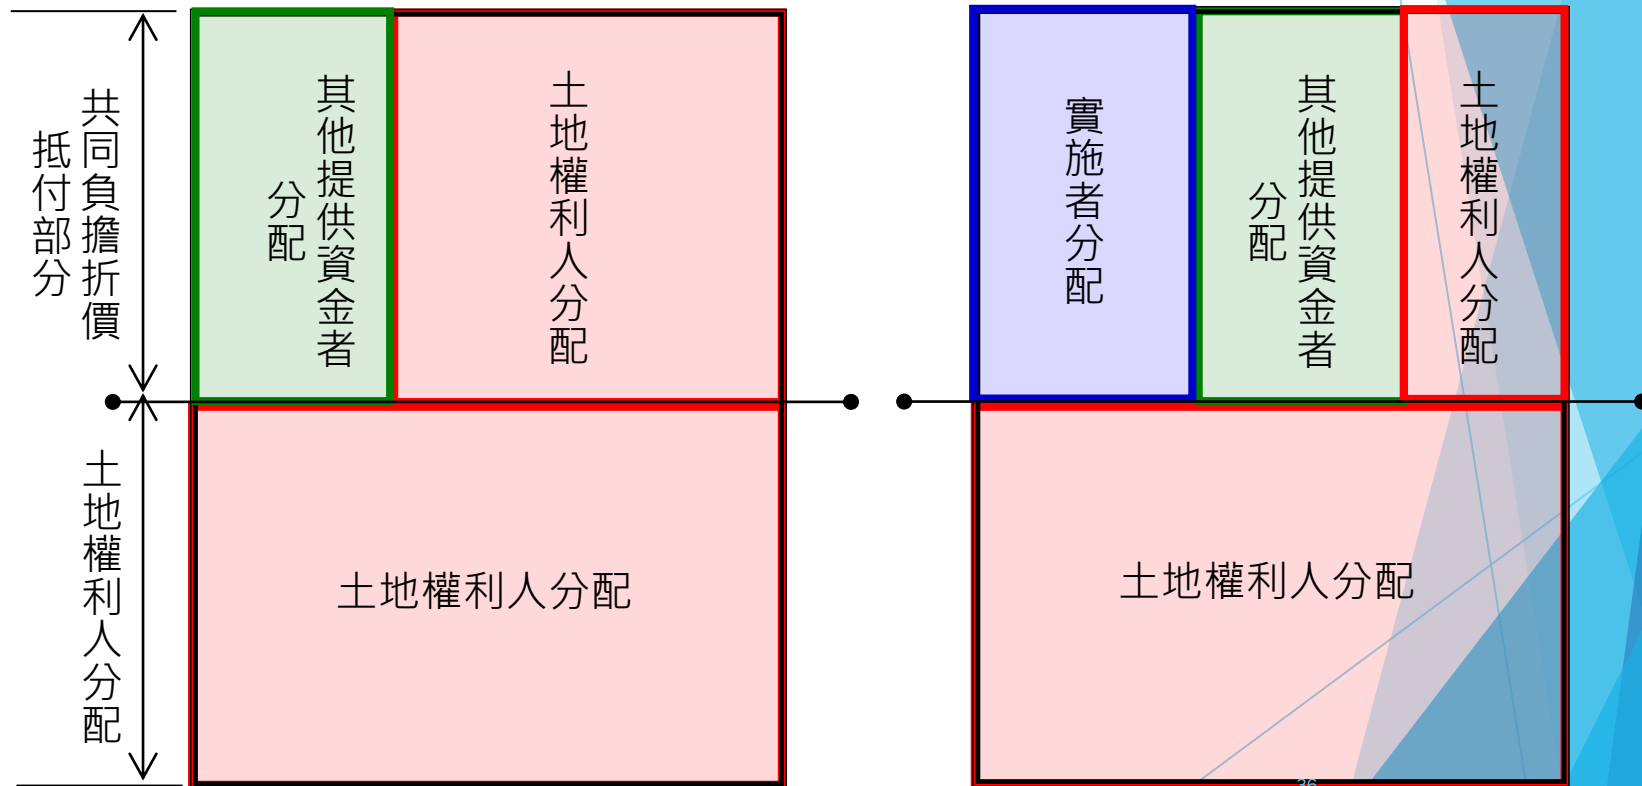 共同負擔折價
抵付部分
土地權利人分配
其他提供資金者
分配
土地權利人分配
土地權利人分配
實施者分配
其他提供資金者
分配
土地權利人分配
土地權利人分配
36